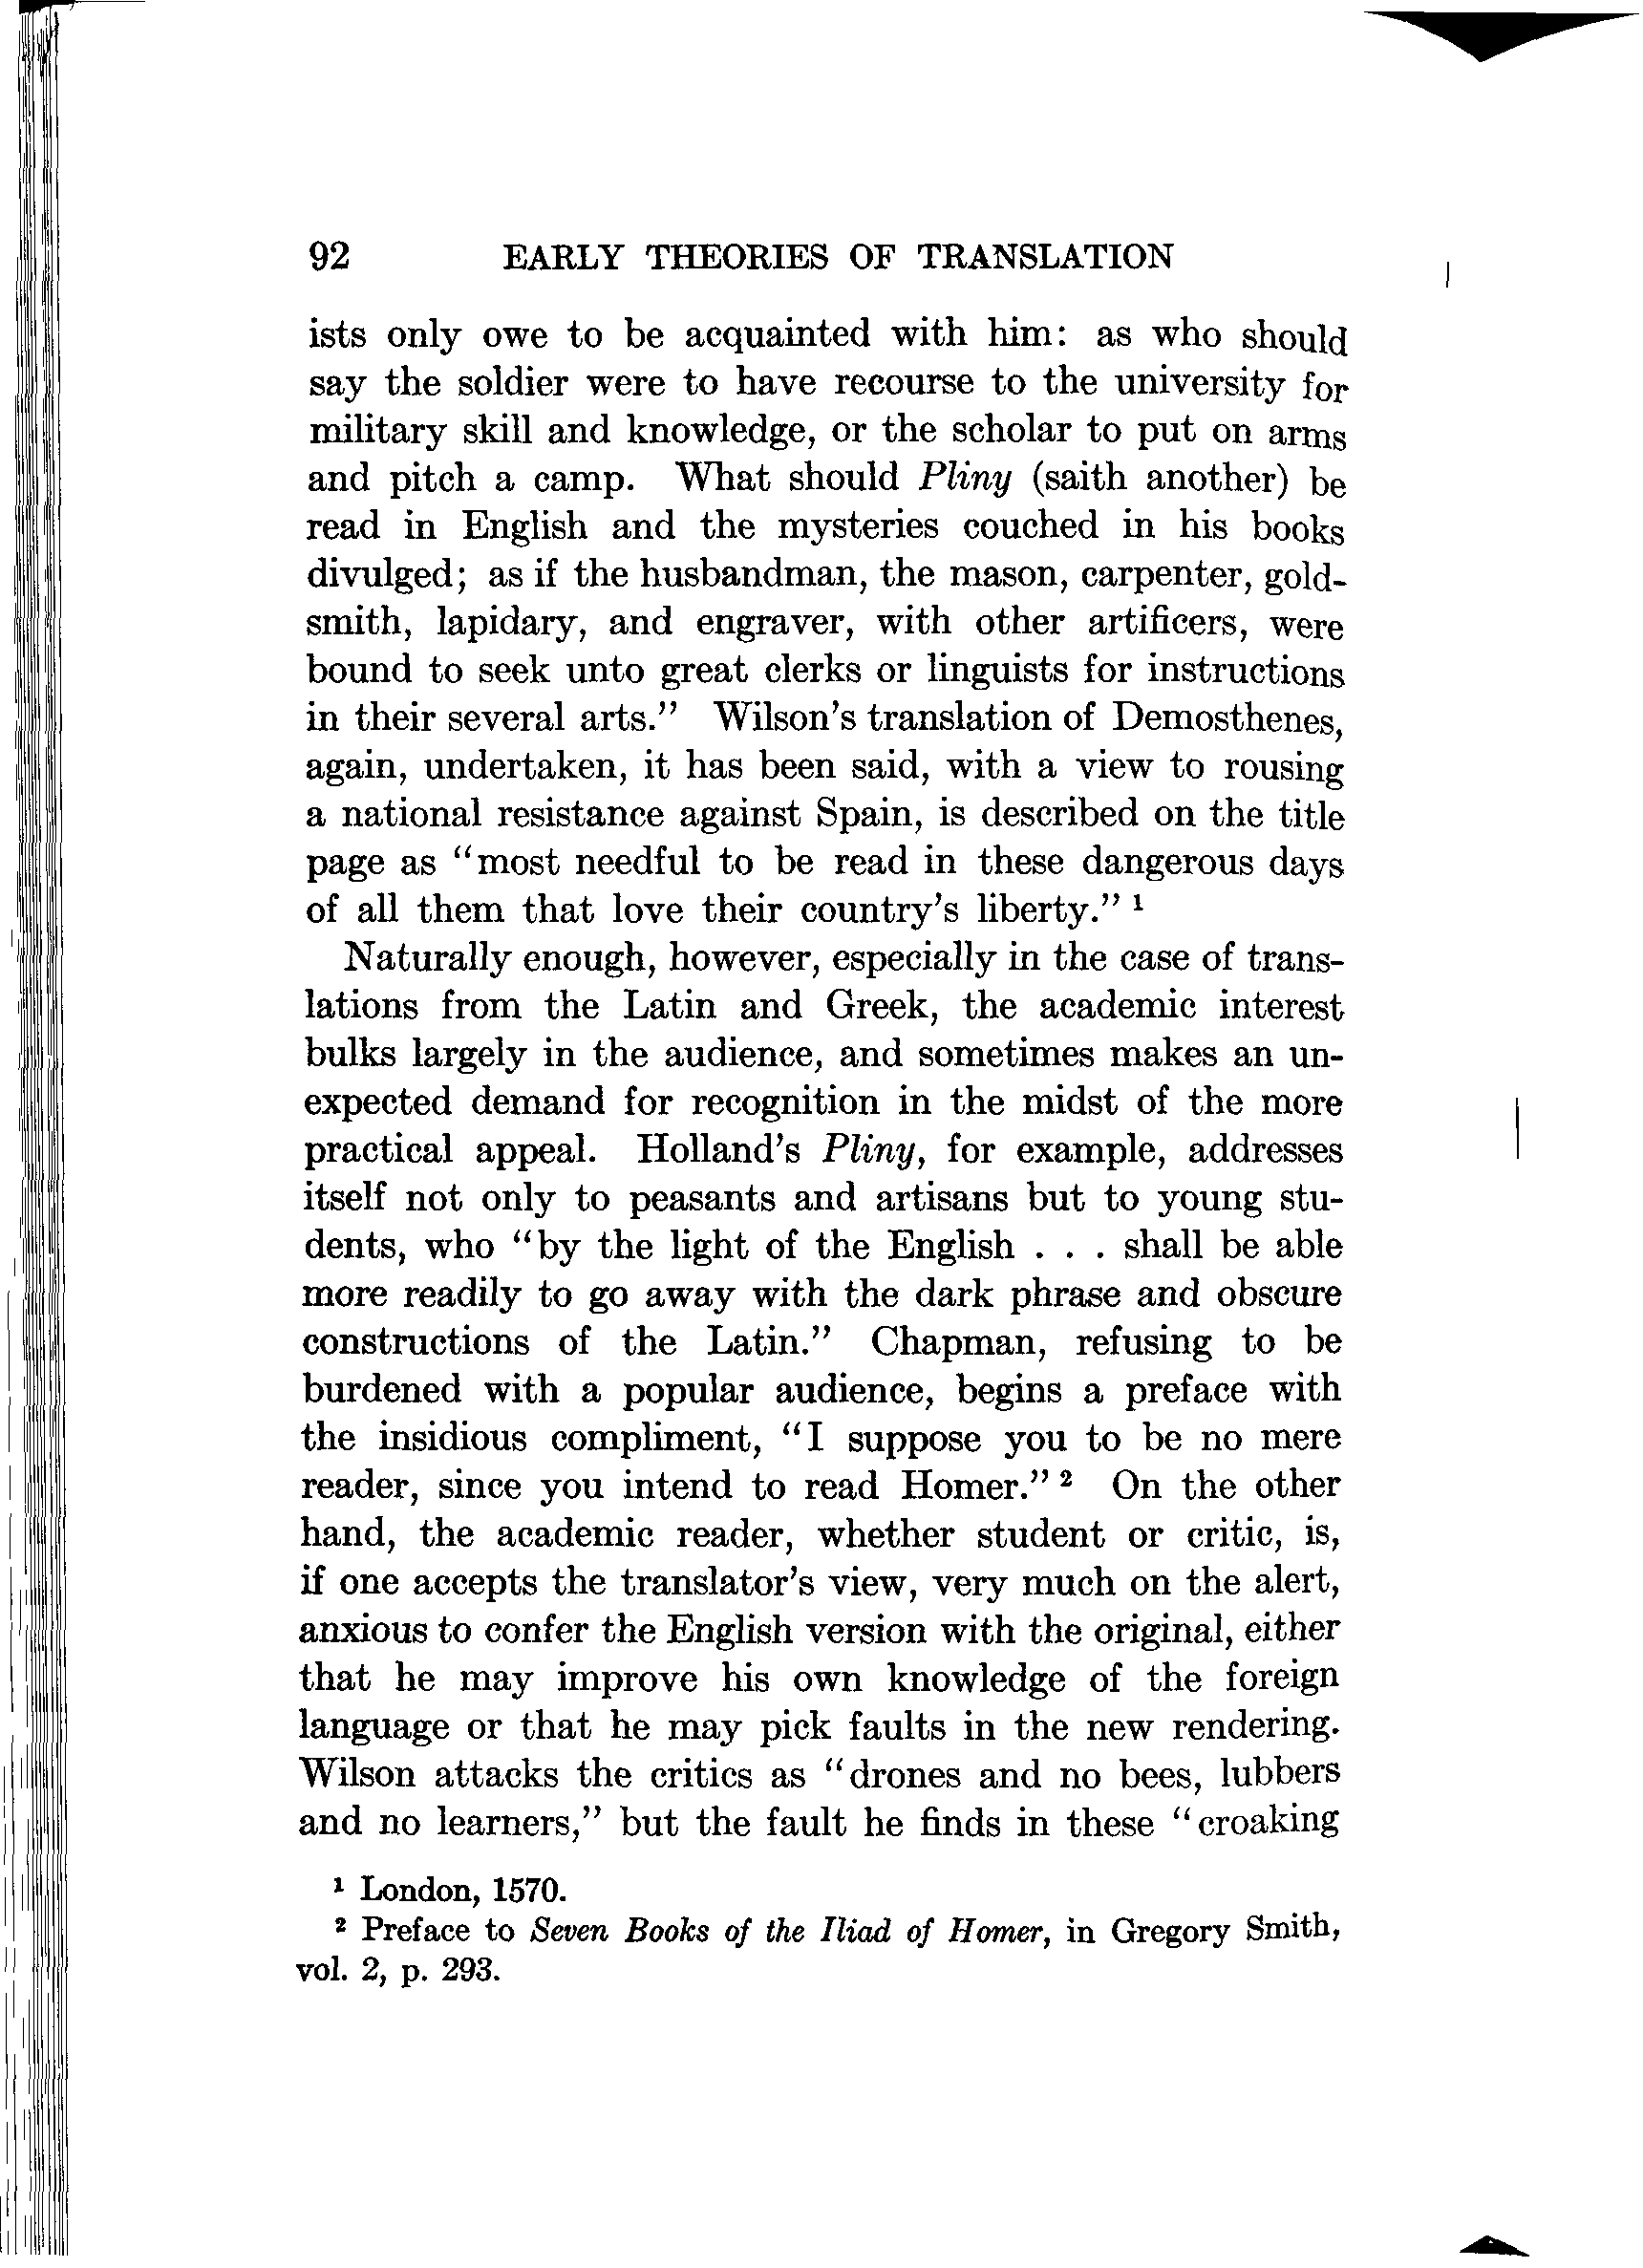 92 EARLY THEORIES OF TRANSLATION
ists only owe to be acquainted with him: as who should
say the soldier were to have recourse to the university for
military skill and knowledge, or the scholar to put on arms
and pitch a camp. What should Pliny (saith another) be
read in English and the mysteries couched in his books
divulged; as if the husbandman, the mason, carpenter, gold-
smith, lapidary, and engraver, with other artificers, were
bound to seek unto great clerks or linguists for instructions
in their several arts." Wilson's translation of Demosthenes,
again, undertaken, it has been said, with a view to rousing
a national resistance against Spain, is described on the title
page as "most needful to be read in these dangerous days
of all them that love their country's liberty." ¹
Naturally enough, however, especially in the case of trans-
lations from the Latin and Greek, the academic interest
bulks largely in the audience, and sometimes makes an un-
expected demand for recognition in the midst of the more
practical appeal. Holland's Pliny, for example, addresses
itself not only to peasants and artisans but to young stu-
dents, who "by the light of the English . . . shall be able
more readily to go away with the dark phrase and obscure
constructions of the Latin." Chapman, refusing to be
burdened with a popular audience, begins a preface with
the insidious compliment, "I suppose you to be no mere
reader, since you intend to read Homer." ² On the other
hand, the academic reader, whether student or critic, is,
if one accepts the translator's view, very much on the alert,
anxious to confer the English version with the original, either
that he may improve his own knowledge of the foreign
language or that he may pick faults in the new rendering.
Wilson attacks the critics as "drones and no bees, lubbers
and no learners," but the fault he finds in these "croaking
¹ London, 1570.
² Preface to Seven Books of the Iliad of Homer, in Gregory Smith,
vol. 2, p. 293.